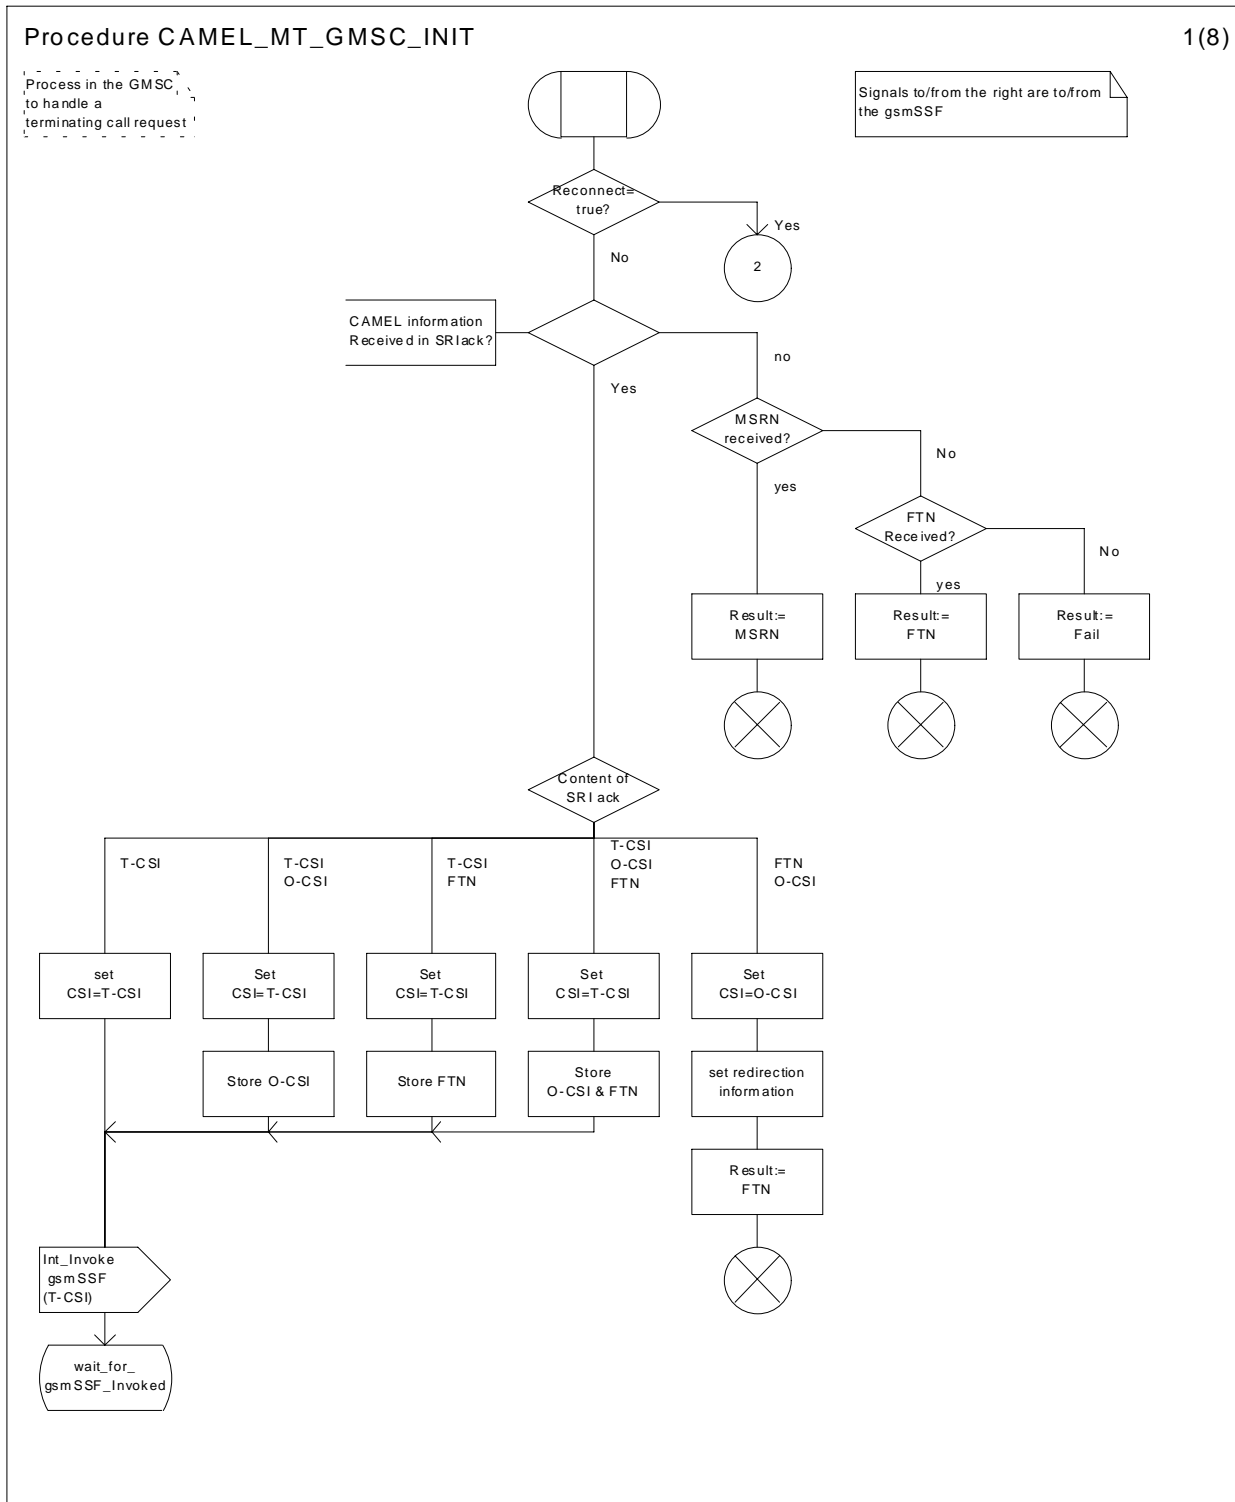 Procedure CAMEL_MT_GMSC_INIT
1(8)
Process in the GMSC
to handle a
terminating call request
Signals to/from the right are to/from
the gsmSSF
Reconnect=
true?
Yes
2
No
CAMEL information
Received in SRIack?
no
Yes
MSRN
received?
No
yes
FTN
Received?
No
yes
Result:=
MSRN
Result:=
FTN
Result:=
Fail
Content of
SRI ack
T-CSI
T-CSI
O-CSI
T-CSI
FTN
T-CSI
O-CSI
FTN
FTN
O-CSI
set
CSI=T-CSI
Set
CSI=T-CSI
Set
CSI=T-CSI
Set
CSI=T-CSI
Set
CSI=O-CSI
Store O-CSI
Store FTN
Store
O-CSI & FTN
set redirection
information
Result:=
FTN
Int_Invoke
gsmSSF
(T-CSI)
wait_for_
gsmSSF_Invoked